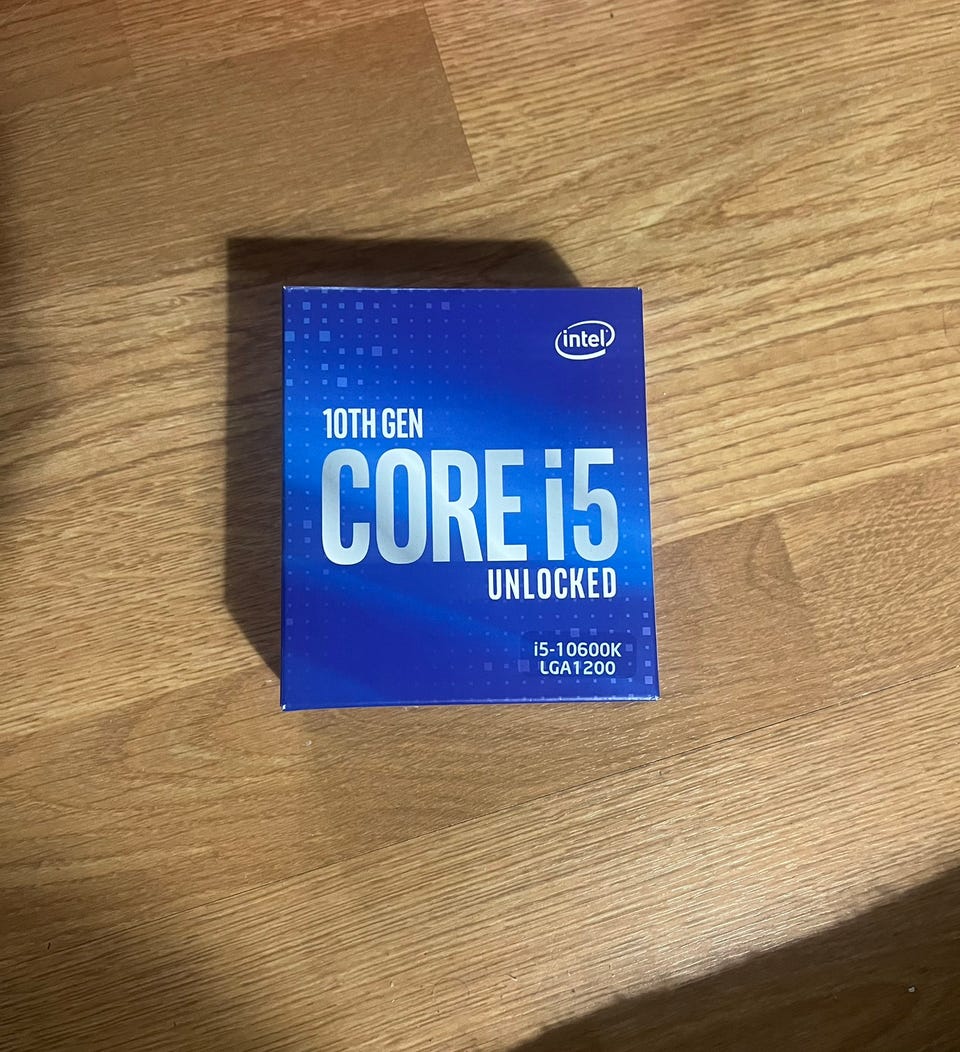 intel
10TH GEN
CORE i5
UNLOCKED
i5-10600K
LGA1200